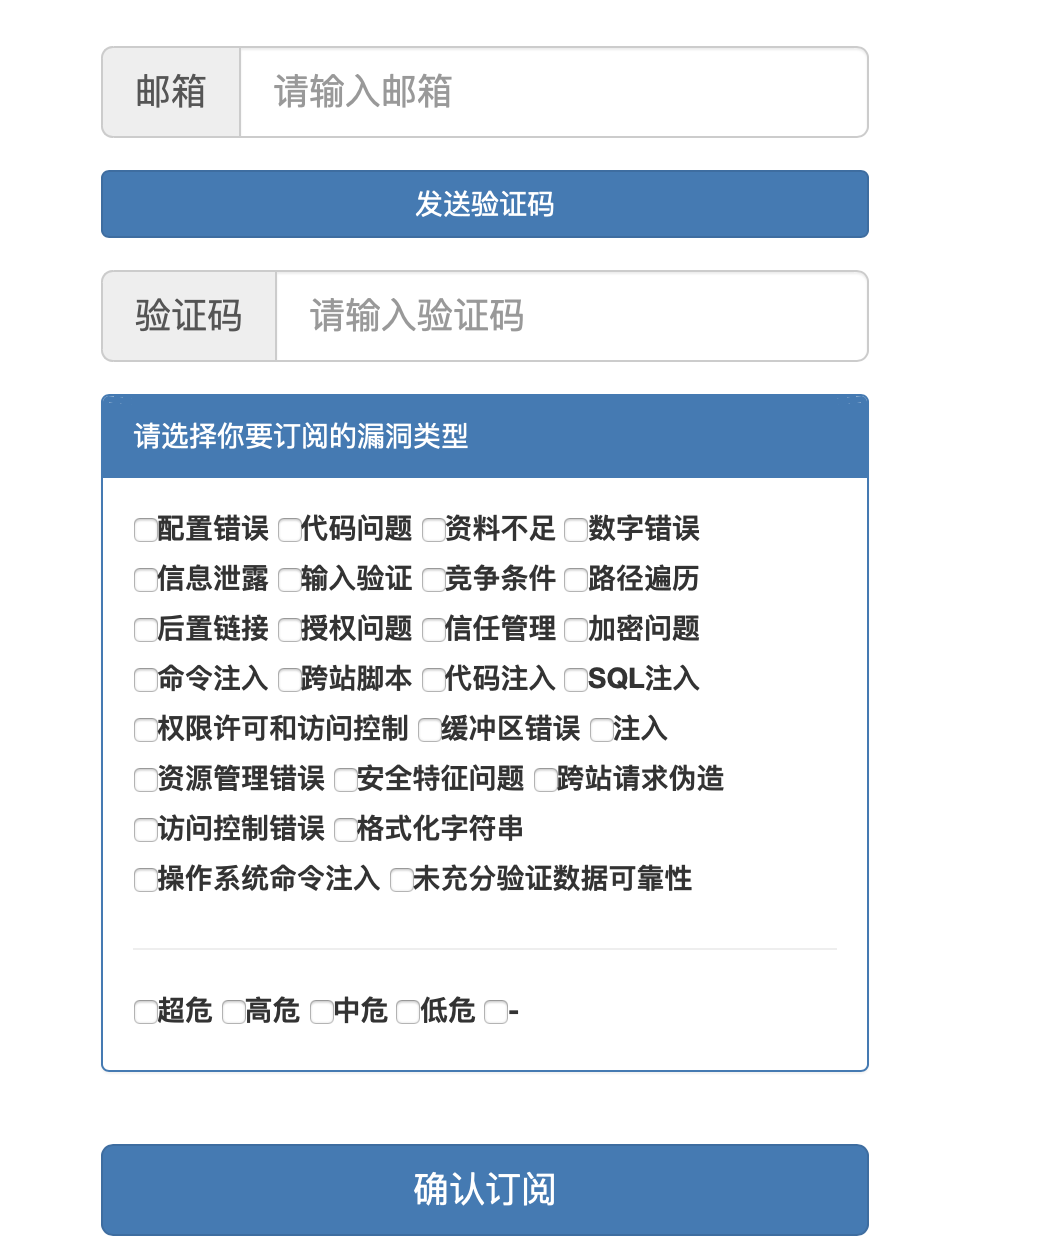 邮箱 请输入邮箱
发送验证码
验证码 请输入验证码
请选择你要订阅的漏洞类型
配置错误 代码问题 资料不足 数字错误
信息泄露 输入验证 竞争条件 路径遍历
后置链接 授权问题 信任管理 加密问题
命令注入 跨站脚本 代码注入 SQL注入
权限许可和访问控制 缓冲区错误 注入
资源管理错误 安全特征问题 跨站请求伪造
访问控制错误 格式化字符串
操作系统命令注入 未充分验证数据可靠性
超危 高危 中危 低危 -
确认订阅